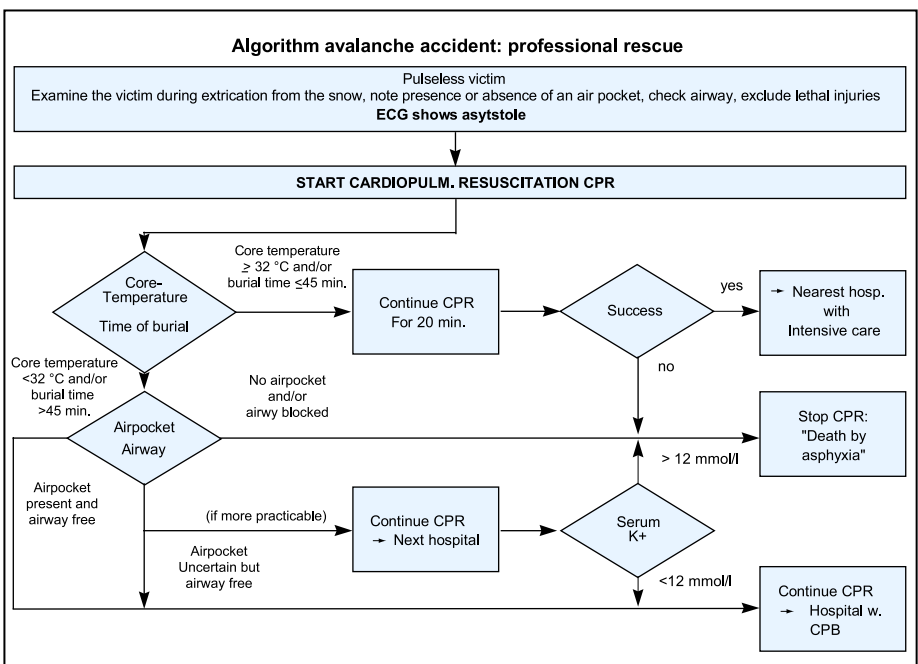 Algorithm avalanche accident: professional rescue
Pulseless victim
Examine the victim during extrication from the snow, note presence or absence of an air pocket, check airway, exclude lethal injuries
ECG shows asytstole
START CARDIOPULM. RESUSCITATION CPR
Core-
Temperature
Time of burial
Core temperature
≥ 32 °C and/or
burial time ≤45 min.
Continue CPR
For 20 min.
Success
yes
→ Nearest hosp.
with
Intensive care
no
Core temperature
<32 °C and/or
burial time
>45 min.
Airpocket
Airway
No airpocket
and/or
airwy blocked
Stop CPR:
"Death by
asphyxia"
> 12 mmol/l
Airpocket
present and
airway free
(if more practicable)
Airpocket
Uncertain but
airway free
Continue CPR
→ Next hospital
Serum
K+
<12 mmol/l
Continue CPR
→ Hospital w.
CPB